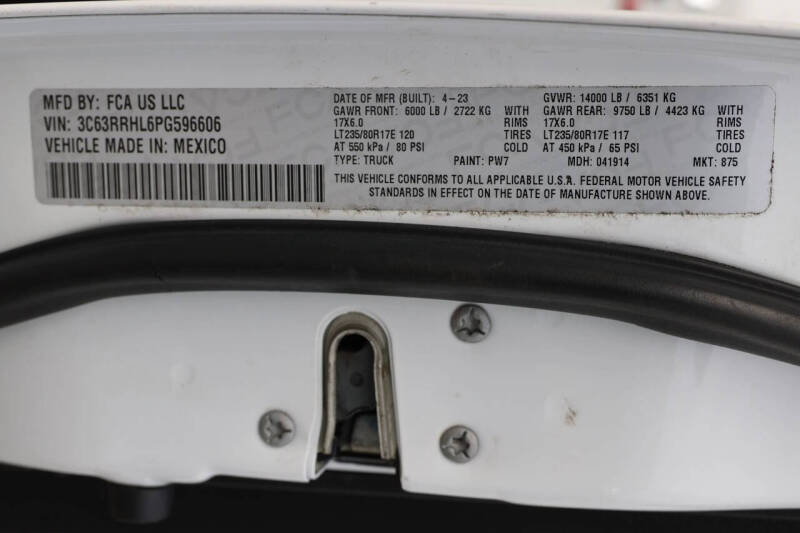 MFD BY: FCA US LLC
VIN: 3C63RRHL6PG596606
VEHICLE MADE IN: MEXICO
DATE OF MFR (BUILT): 4-23 GVWR: 14000 LB / 6351 KG
GAWR FRONT: 6000 LB / 2722 KG WITH GAWR REAR: 9750 LB / 4423 KG WITH
17X6.0 RIMS 17X6.0 RIMS
LT235/80R17E 120 TIRES LT235/80R17E 117 TIRES
AT 550 kPa / 80 PSI COLD AT 450 kPa / 65 PSI COLD
TYPE: TRUCK PAINT: PW7 MDH: 041914 MKT: 875
THIS VEHICLE CONFORMS TO ALL APPLICABLE U.S.A. FEDERAL MOTOR VEHICLE SAFETY
STANDARDS IN EFFECT ON THE DATE OF MANUFACTURE SHOWN ABOVE.